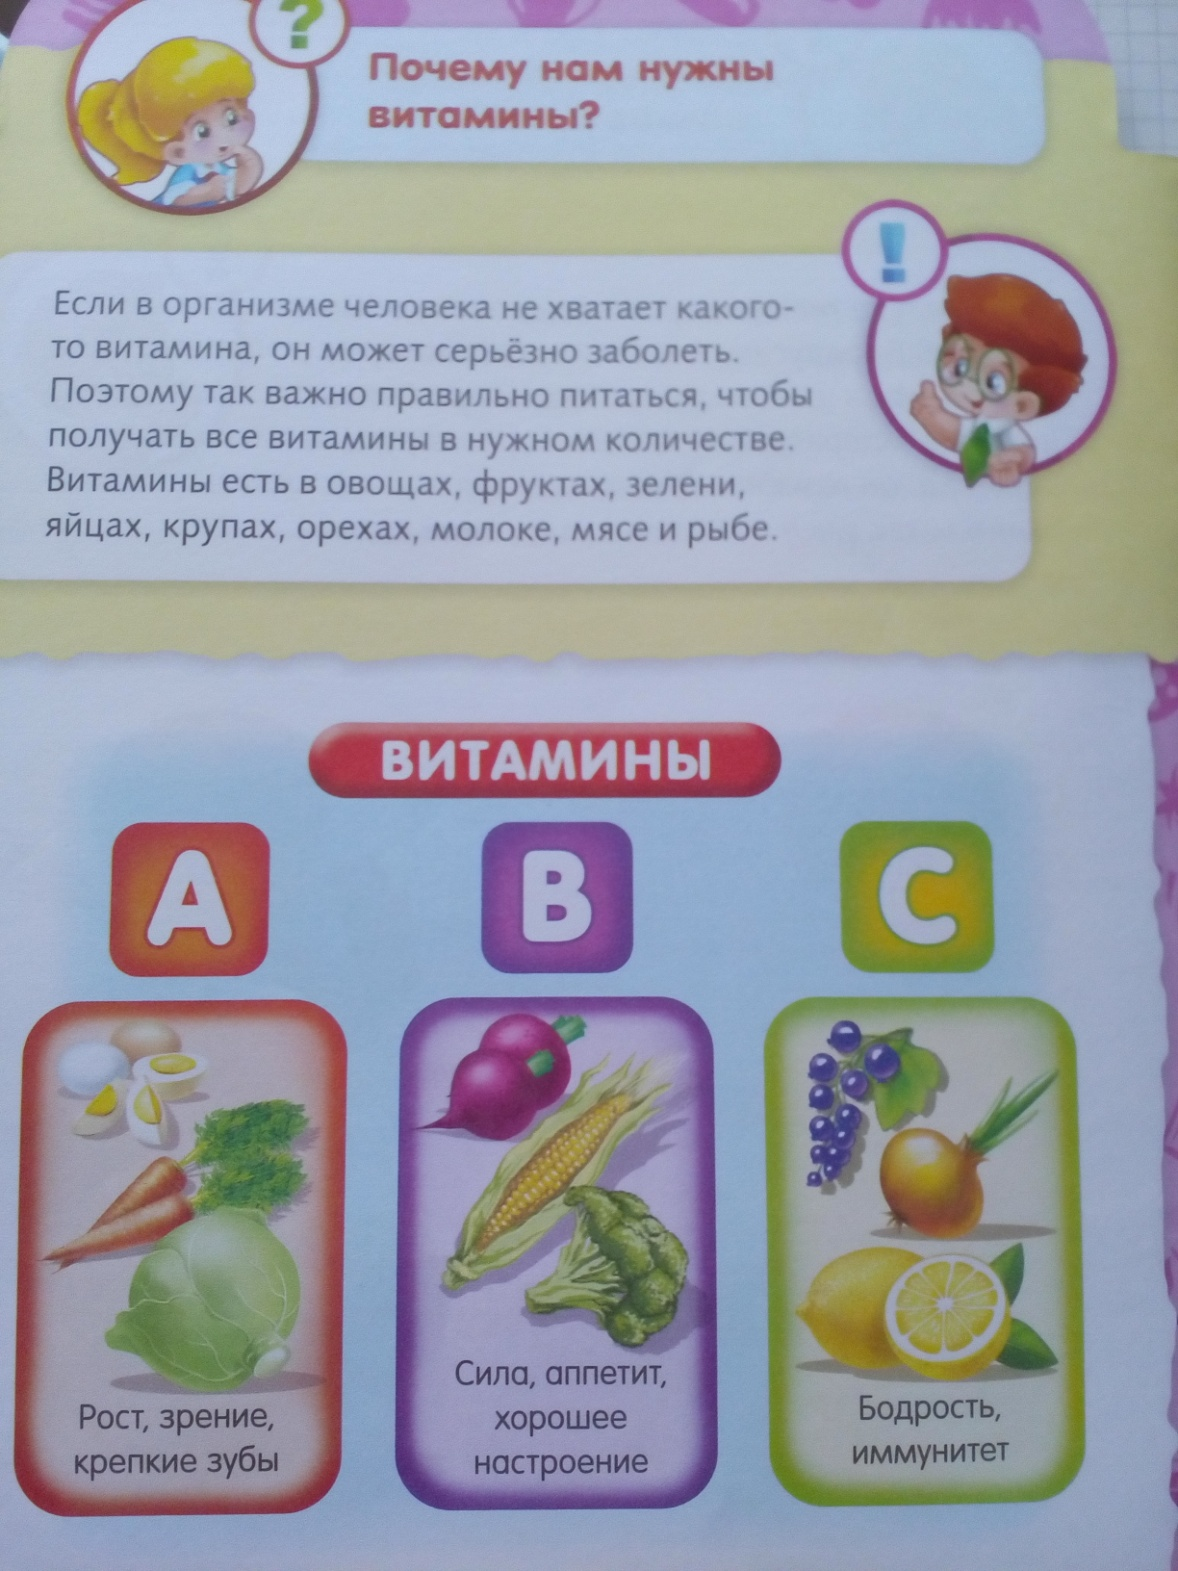 ?
Почему нам нужны
витамины?
!
Если в организме человека не хватает какого-
то витамина, он может серьёзно заболеть.
Поэтому так важно правильно питаться, чтобы
получать все витамины в нужном количестве.
Витамины есть в овощах, фруктах, зелени,
яйцах, крупах, орехах, молоке, мясе и рыбе.
ВИТАМИНЫ
A
B
C
Рост, зрение,
крепкие зубы
Сила, аппетит,
хорошее
настроение
Бодрость,
иммунитет